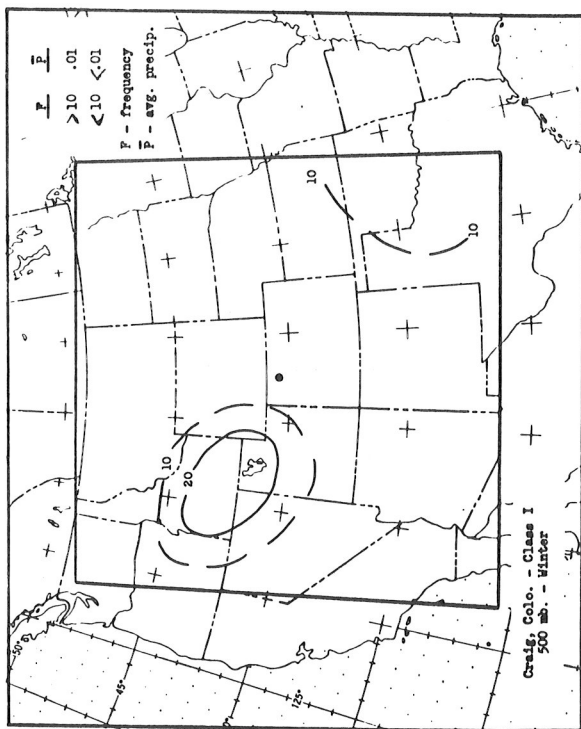 F P̅
>10 .01
<10 <.01
F - frequency
P̅ - avg. precip.
50°
45°
125°
10
20
10
10
Craig, Colo. - Class I
500 mb. - Winter